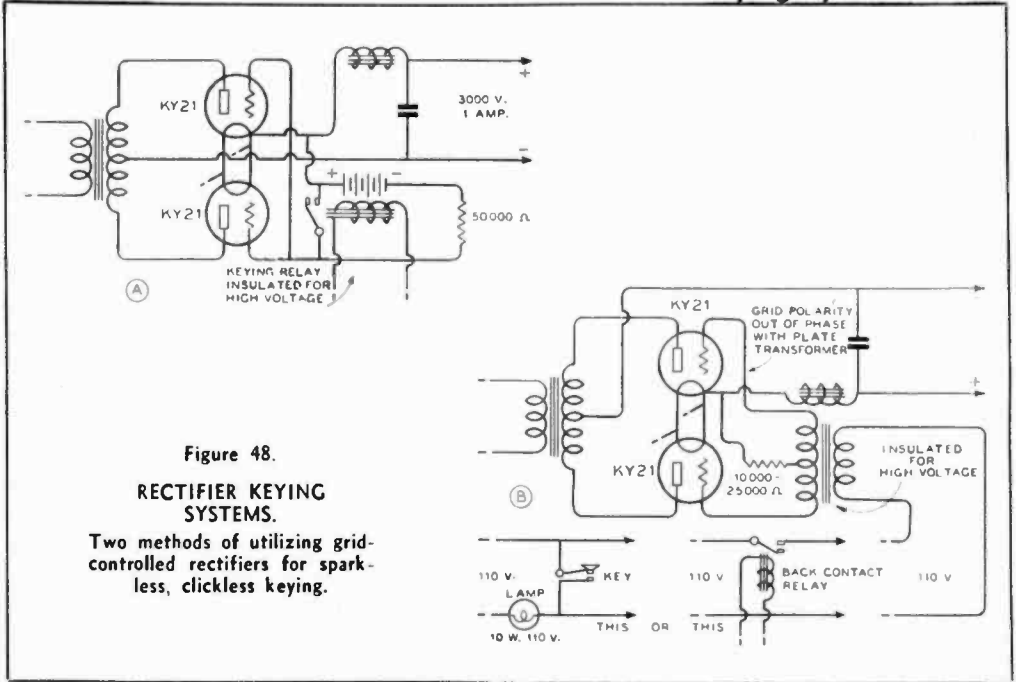 KY21
KY21
+
3000 V.
1 AMP.
−
+ −
50000 Ω
KEYING RELAY
INSULATED FOR
HIGH VOLTAGE
A
KY21
GRID POLARITY
OUT OF PHASE
WITH PLATE
TRANSFORMER
−
+
KY21
10000 -
25000 Ω
INSULATED
FOR
HIGH VOLTAGE
B
Figure 48.
RECTIFIER KEYING
SYSTEMS.
Two methods of utilizing grid-
controlled rectifiers for spark-
less, clickless keying.
110 V.
KEY
LAMP
10 W. 110 V.
THIS OR THIS
110 V
BACK CONTACT
RELAY
110 V